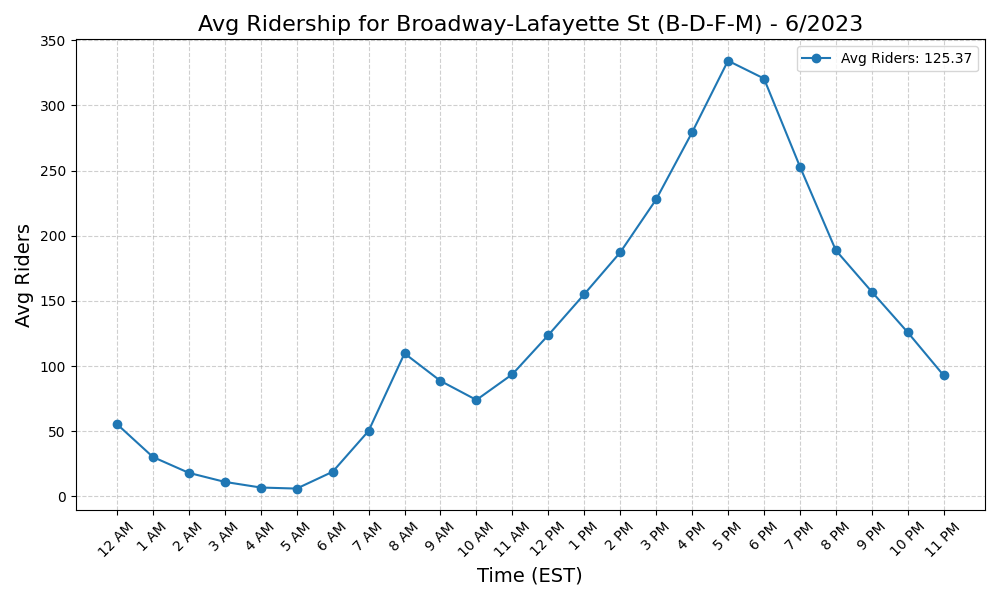 Avg Ridership for Broadway-Lafayette St (B-D-F-M) - 6/2023
Avg Riders: 125.37
Avg Riders
350
300
250
200
150
100
50
0
12 AM
1 AM
2 AM
3 AM
4 AM
5 AM
6 AM
7 AM
8 AM
9 AM
10 AM
11 AM
12 PM
1 PM
2 PM
3 PM
4 PM
5 PM
6 PM
7 PM
8 PM
9 PM
10 PM
11 PM
Time (EST)